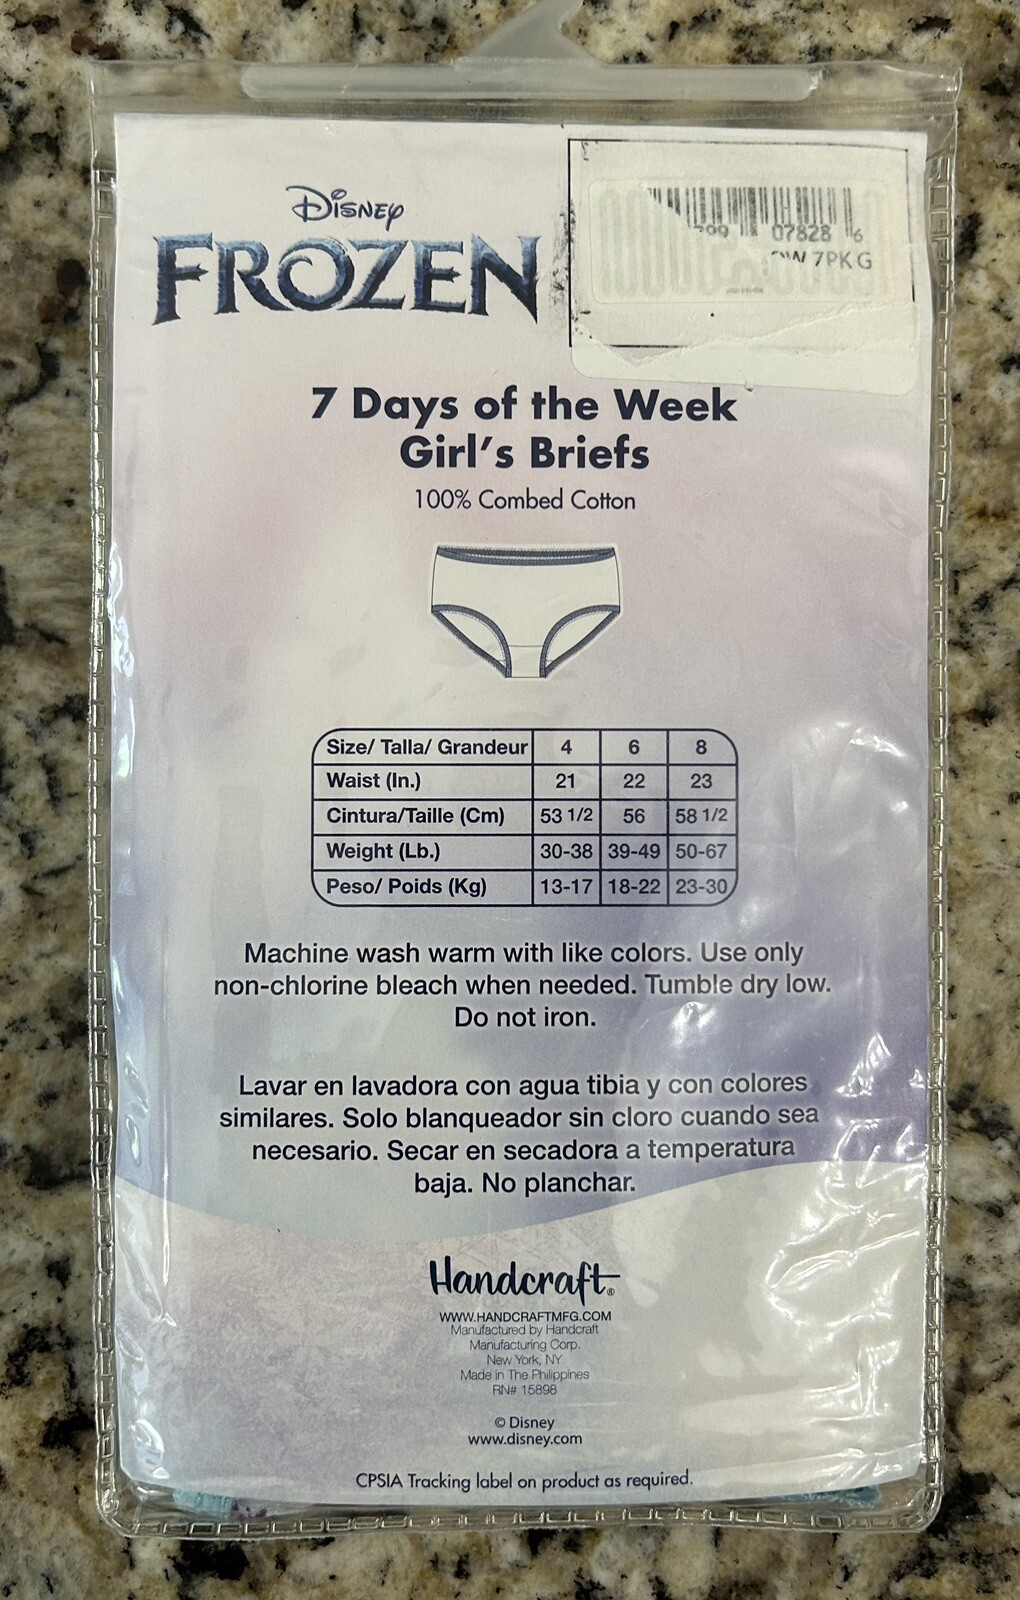 Disney
FROZEN
07828 6
7PK G
7 Days of the Week
Girl's Briefs
100% Combed Cotton
Size/ Talla/ Grandeur 4 6 8
Waist (In.) 21 22 23
Cintura/Taille (Cm) 53 1/2 56 58 1/2
Weight (Lb.) 30-38 39-49 50-67
Peso/ Poids (Kg) 13-17 18-22 23-30
Machine wash warm with like colors. Use only
non-chlorine bleach when needed. Tumble dry low.
Do not iron.
Lavar en lavadora con agua tibia y con colores
similares. Solo blanqueador sin cloro cuando sea
necesario. Secar en secadora a temperatura
baja. No planchar.
Handcraft®
WWW.HANDCRAFTMFG.COM
Manufactured by Handcraft
Manufacturing Corp.
New York, NY
Made in The Philippines
RN# 15898
© Disney
www.disney.com
CPSIA Tracking label on product as required.